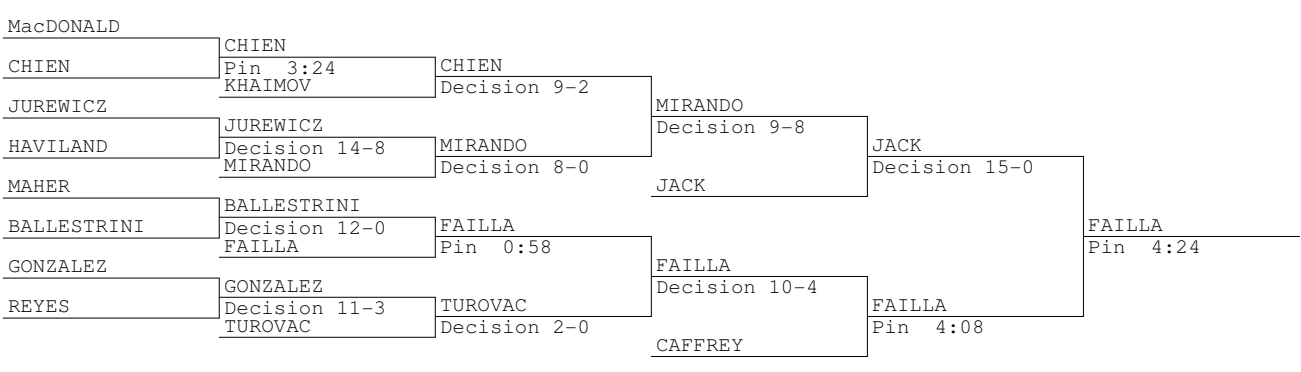 MacDONALD
CHIEN
CHIEN
Pin 3:24
KHAIMOV
CHIEN
Decision 9-2
JUREWICZ
HAVILAND
JUREWICZ
Decision 14-8
MIRANDO
MIRANDO
Decision 8-0
MIRANDO
Decision 9-8
JACK
JACK
Decision 15-0
MAHER
BALLESTRINI
BALLESTRINI
Decision 12-0
FAILLA
FAILLA
Pin 0:58
GONZALEZ
REYES
GONZALEZ
Decision 11-3
TUROVAC
TUROVAC
Decision 2-0
FAILLA
Decision 10-4
CAFFREY
FAILLA
Pin 4:08
FAILLA
Pin 4:24